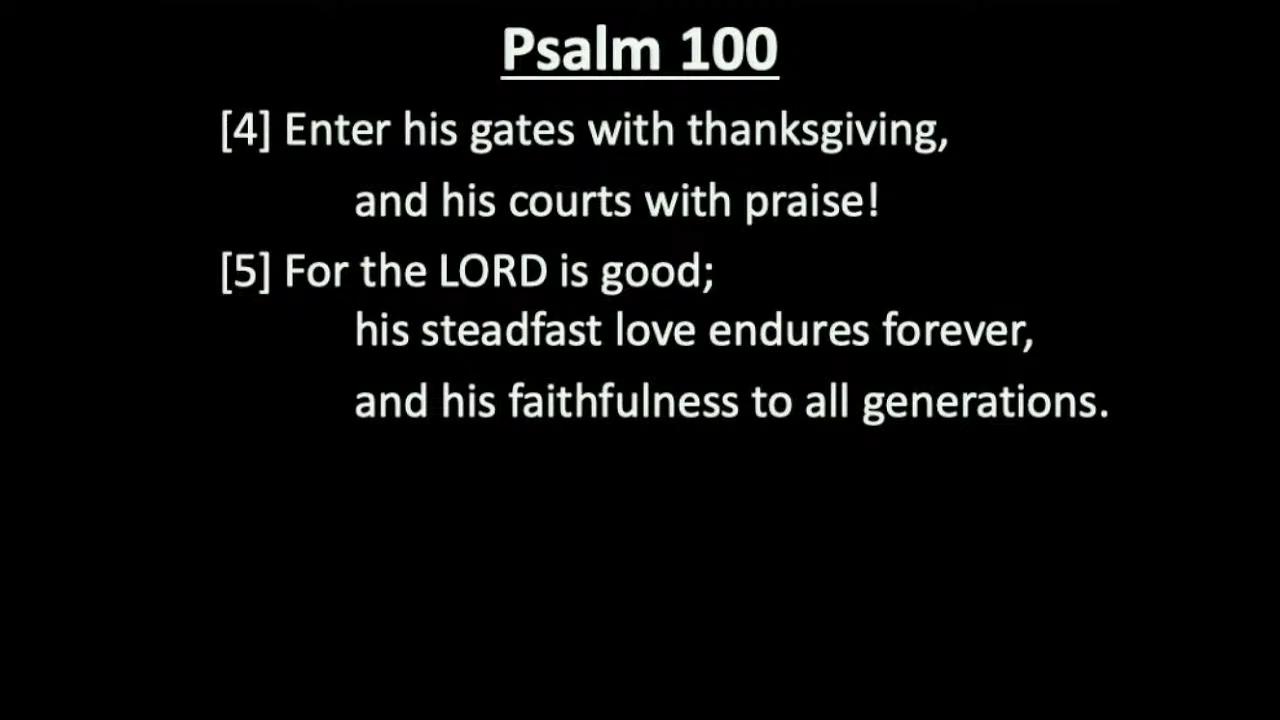 Psalm 100
[4] Enter his gates with thanksgiving,
and his courts with praise!
[5] For the LORD is good;
his steadfast love endures forever,
and his faithfulness to all generations.